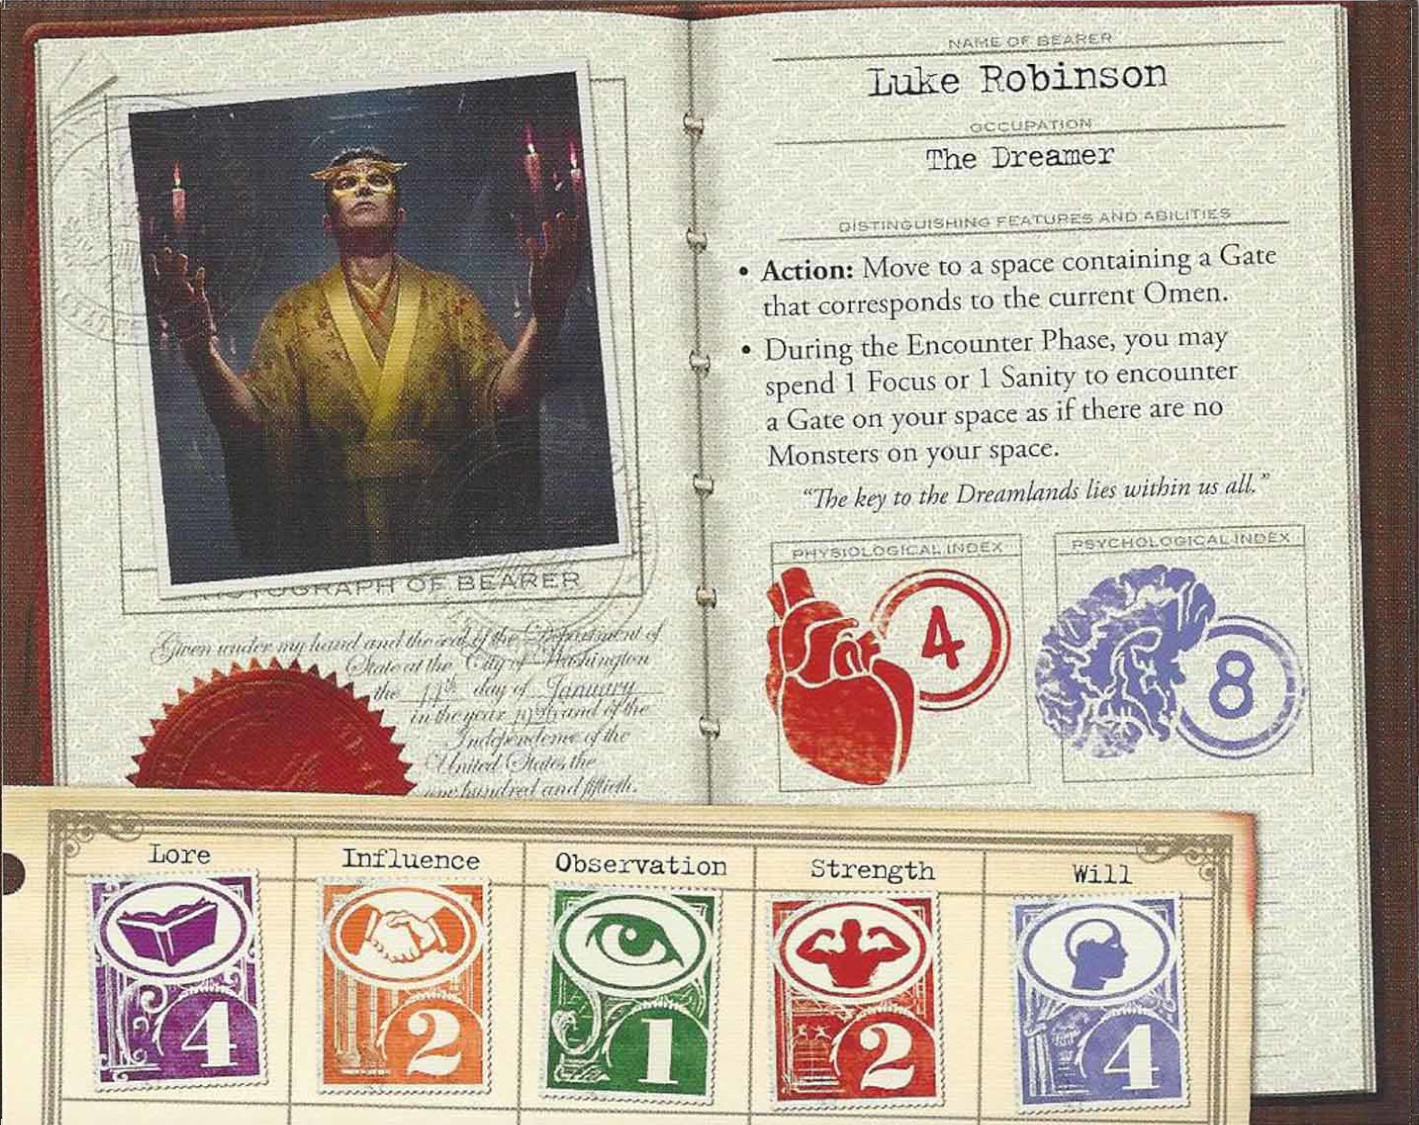 NAME OF BEARER
Luke Robinson
OCCUPATION
The Dreamer
DISTINGUISHING FEATURES AND ABILITIES
• Action: Move to a space containing a Gate
that corresponds to the current Omen.
• During the Encounter Phase, you may
spend 1 Focus or 1 Sanity to encounter
a Gate on your space as if there are no
Monsters on your space.
“The key to the Dreamlands lies within us all.”
PHYSIOLOGICAL INDEX
4
PSYCHOLOGICAL INDEX
8
OGRAPH OF BEARER
Given under my hand and the seal of the Department of
State at the City of Washington
the day of January
in the year and of the
Independence of the
United States the
one hundred and fiftieth.
Lore
Influence
Observation
Strength
Will
4
2
1
2
4